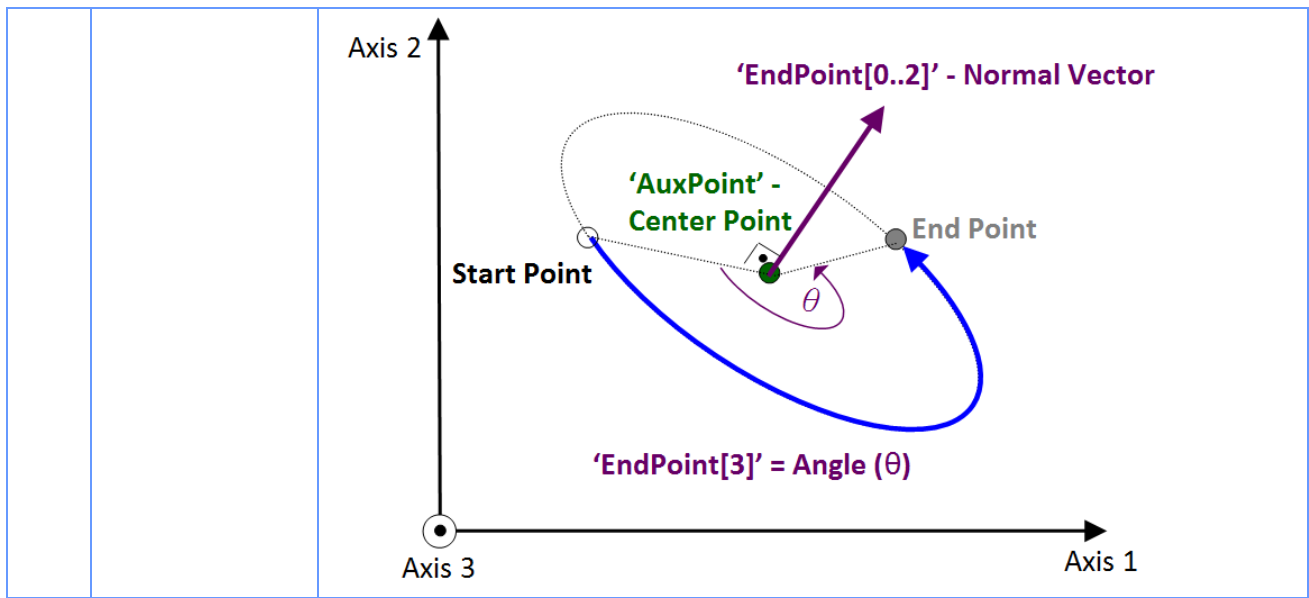 Axis 2
‘EndPoint[0..2]’ - Normal Vector
‘AuxPoint’ -
Center Point
End Point
Start Point
θ
‘EndPoint[3]’ = Angle (θ)
Axis 3
Axis 1